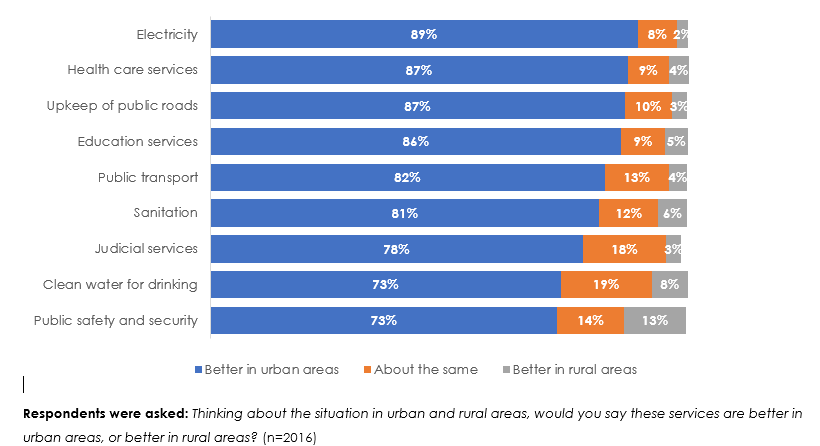 Electricity 89% 8% 2%
Health care services 87% 9% 4%
Upkeep of public roads 87% 10% 3%
Education services 86% 9% 5%
Public transport 82% 13% 4%
Sanitation 81% 12% 6%
Judicial services 78% 18% 3%
Clean water for drinking 73% 19% 8%
Public safety and security 73% 14% 13%
Better in urban areas About the same Better in rural areas
Respondents were asked: Thinking about the situation in urban and rural areas, would you say these services are better in
urban areas, or better in rural areas? (n=2016)